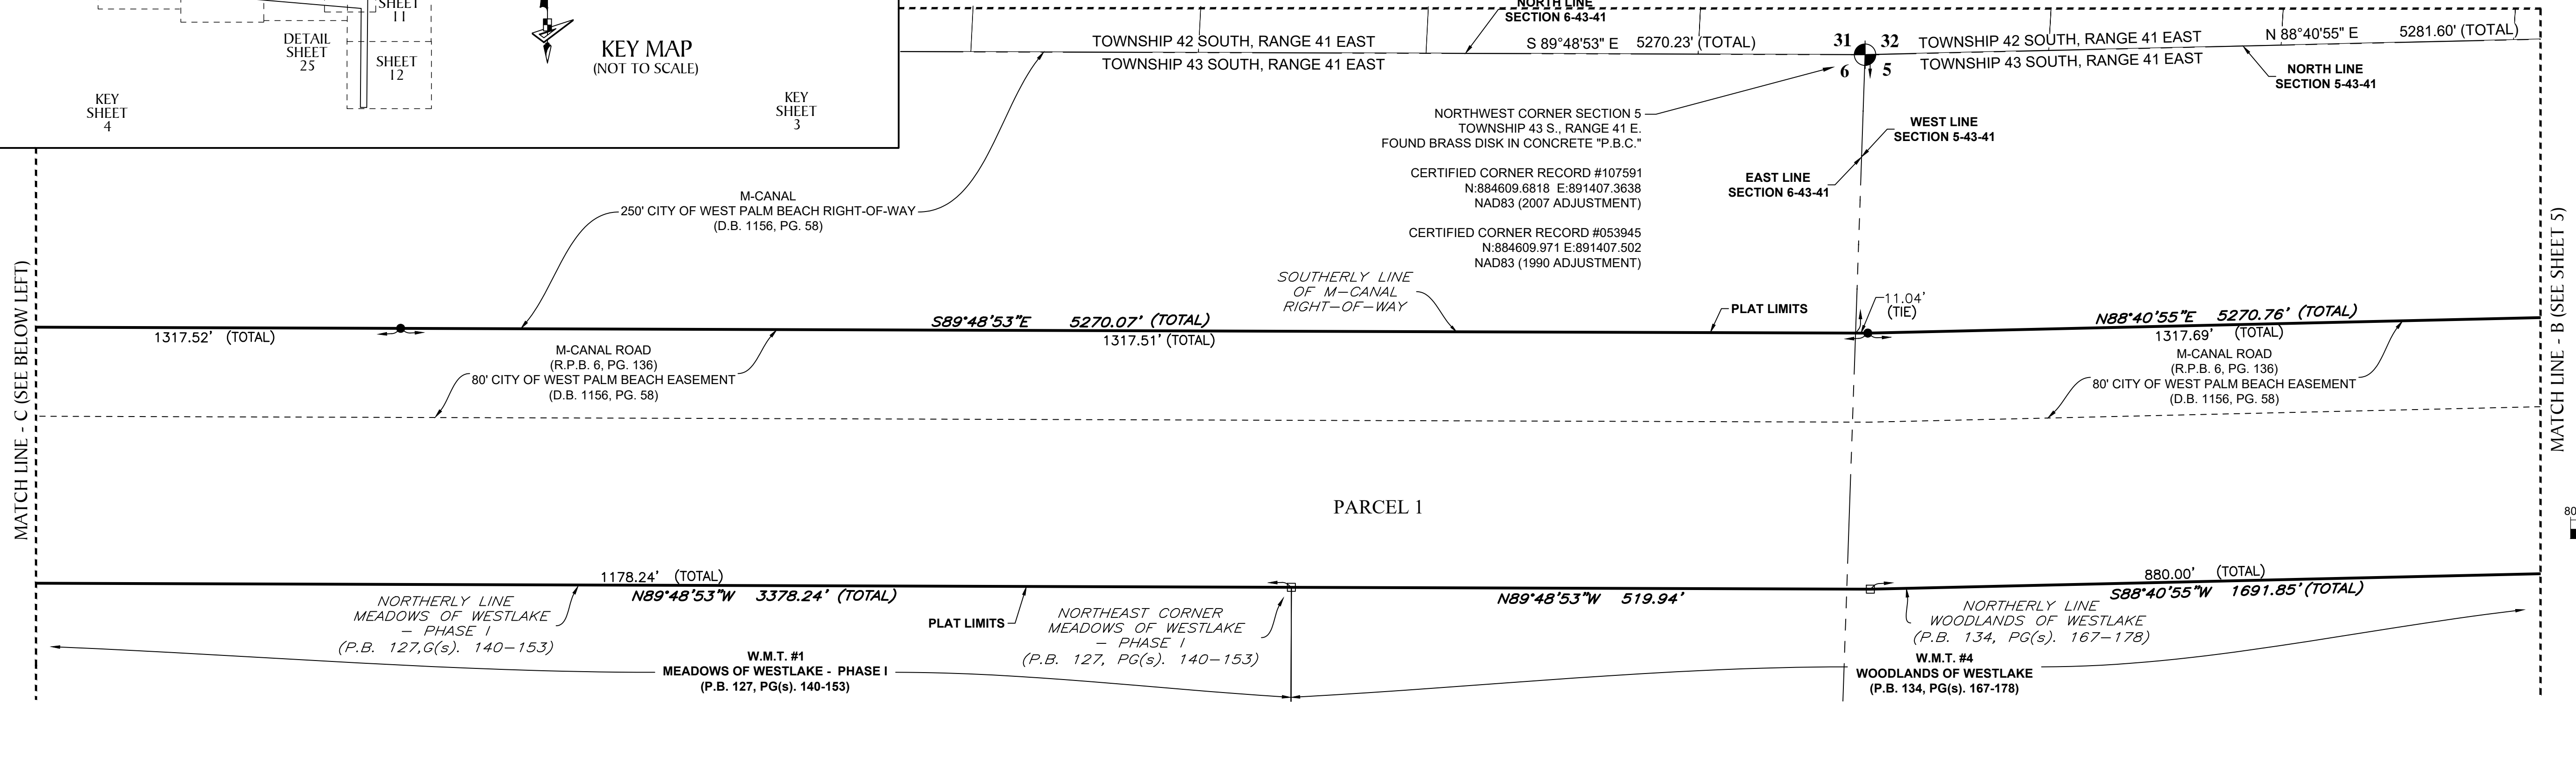 SHEET
11
DETAIL
SHEET
25
SHEET
12
KEY MAP
(NOT TO SCALE)
KEY
SHEET
4
KEY
SHEET
3
NORTH LINE
SECTION 6-43-41
TOWNSHIP 42 SOUTH, RANGE 41 EAST
S 89°48'53" E 5270.23' (TOTAL)
TOWNSHIP 43 SOUTH, RANGE 41 EAST
31 32
6 5
TOWNSHIP 42 SOUTH, RANGE 41 EAST
N 88°40'55" E 5281.60' (TOTAL)
TOWNSHIP 43 SOUTH, RANGE 41 EAST
NORTH LINE
SECTION 5-43-41
NORTHWEST CORNER SECTION 5
TOWNSHIP 43 S., RANGE 41 E.
FOUND BRASS DISK IN CONCRETE "P.B.C."
CERTIFIED CORNER RECORD #107591
N:884609.6818 E:891407.3638
NAD83 (2007 ADJUSTMENT)
CERTIFIED CORNER RECORD #053945
N:884609.971 E:891407.502
NAD83 (1990 ADJUSTMENT)
WEST LINE
SECTION 5-43-41
EAST LINE
SECTION 6-43-41
M-CANAL
250' CITY OF WEST PALM BEACH RIGHT-OF-WAY
(D.B. 1156, PG. 58)
MATCH LINE - C (SEE BELOW LEFT)
MATCH LINE - B (SEE SHEET 5)
SOUTHERLY LINE
OF M-CANAL
RIGHT-OF-WAY
PLAT LIMITS
11.04'
(TIE)
1317.52' (TOTAL)
S89°48'53"E 5270.07' (TOTAL)
1317.51' (TOTAL)
N88°40'55"E 5270.76' (TOTAL)
1317.69' (TOTAL)
M-CANAL ROAD
(R.P.B. 6, PG. 136)
80' CITY OF WEST PALM BEACH EASEMENT
(D.B. 1156, PG. 58)
M-CANAL ROAD
(R.P.B. 6, PG. 136)
80' CITY OF WEST PALM BEACH EASEMENT
(D.B. 1156, PG. 58)
PARCEL 1
80
1178.24' (TOTAL)
N89°48'53"W 3378.24' (TOTAL)
N89°48'53"W 519.94'
880.00' (TOTAL)
S88°40'55"W 1691.85' (TOTAL)
NORTHERLY LINE
MEADOWS OF WESTLAKE
- PHASE I
(P.B. 127,G(s). 140-153)
PLAT LIMITS
NORTHEAST CORNER
MEADOWS OF WESTLAKE
- PHASE I
(P.B. 127, PG(s). 140-153)
NORTHERLY LINE
WOODLANDS OF WESTLAKE
(P.B. 134, PG(s). 167-178)
W.M.T. #1
MEADOWS OF WESTLAKE - PHASE I
(P.B. 127, PG(s). 140-153)
W.M.T. #4
WOODLANDS OF WESTLAKE
(P.B. 134, PG(s). 167-178)